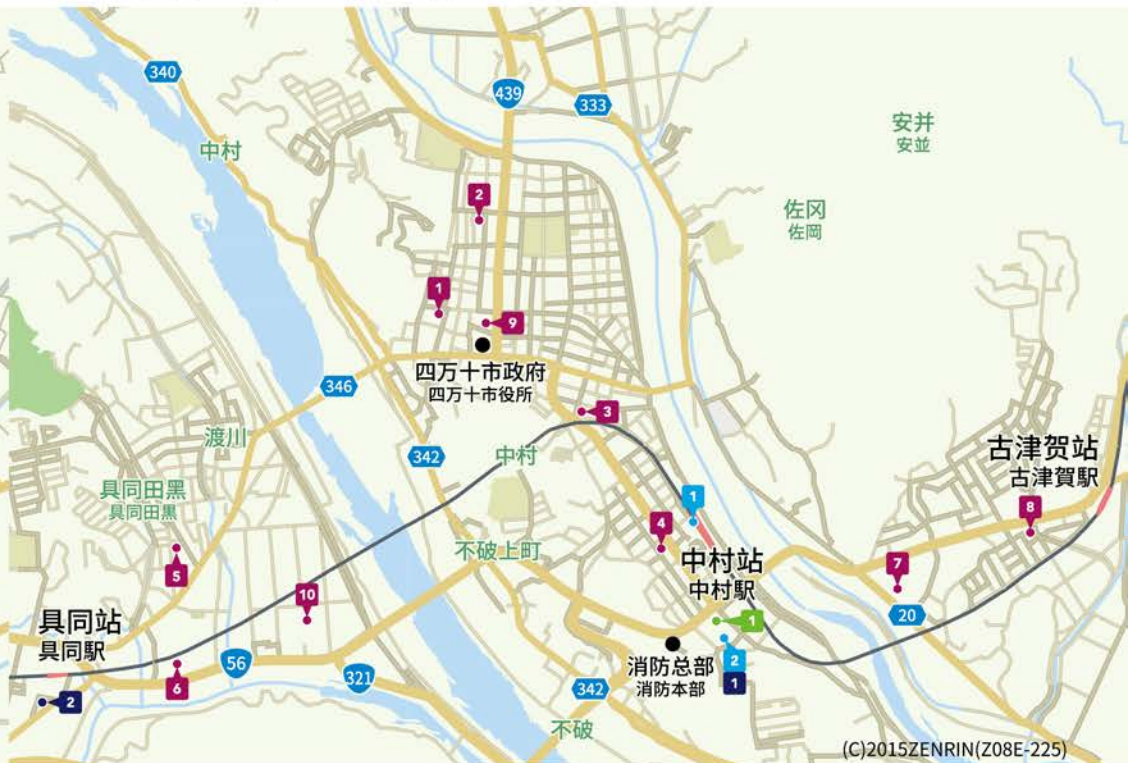 340
439
333
中村
安并
安並
2
佐冈
佐岡
1
9
四万十市政府
四万十市役所
346
3
渡川
342
中村
古津贺站
古津賀駅
具同田黑
具同田黒
1
8
4
不破上町
中村站
中村駅
5
7
10
20
具同站
具同駅
1
56
消防总部
消防本部
2
6
321
342
1
2
不破
(C)2015ZENRIN(Z08E-225)